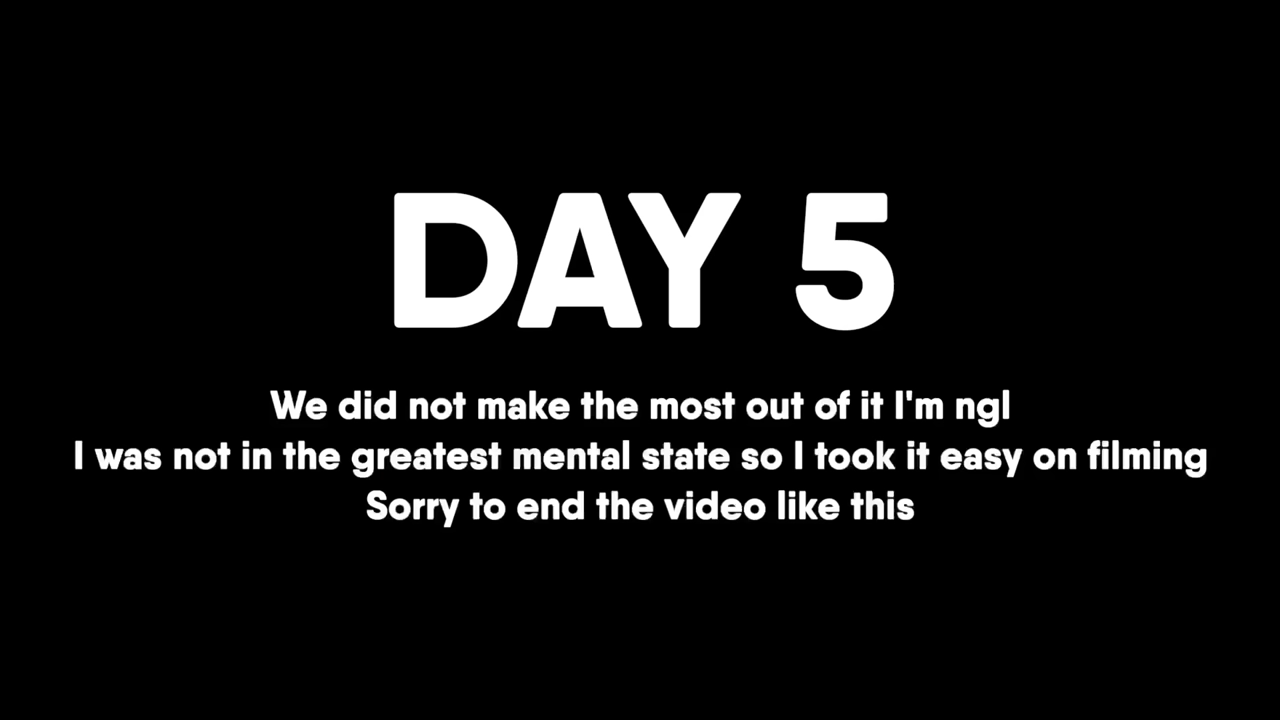 DAY 5
We did not make the most out of it I'm ngl
I was not in the greatest mental state so I took it easy on filming
Sorry to end the video like this